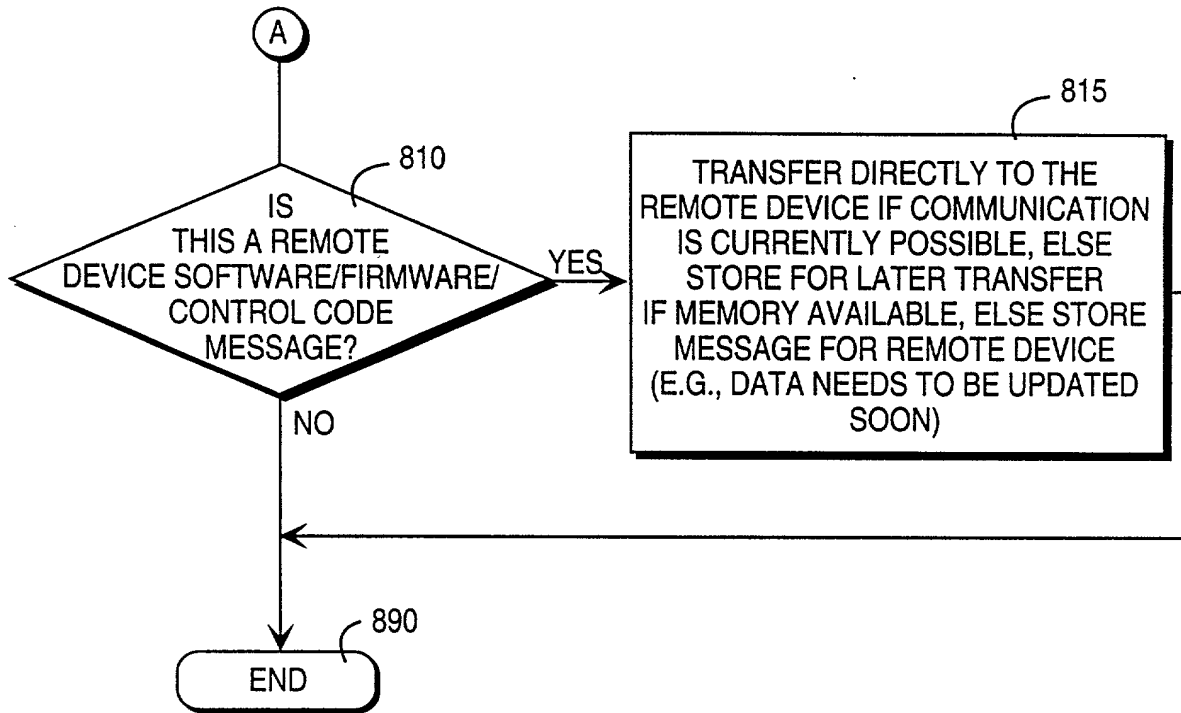 A
810
IS
THIS A REMOTE
DEVICE SOFTWARE/FIRMWARE/
CONTROL CODE
MESSAGE?
YES
815
TRANSFER DIRECTLY TO THE
REMOTE DEVICE IF COMMUNICATION
IS CURRENTLY POSSIBLE, ELSE
STORE FOR LATER TRANSFER
IF MEMORY AVAILABLE, ELSE STORE
MESSAGE FOR REMOTE DEVICE
(E.G., DATA NEEDS TO BE UPDATED
SOON)
NO
890
END